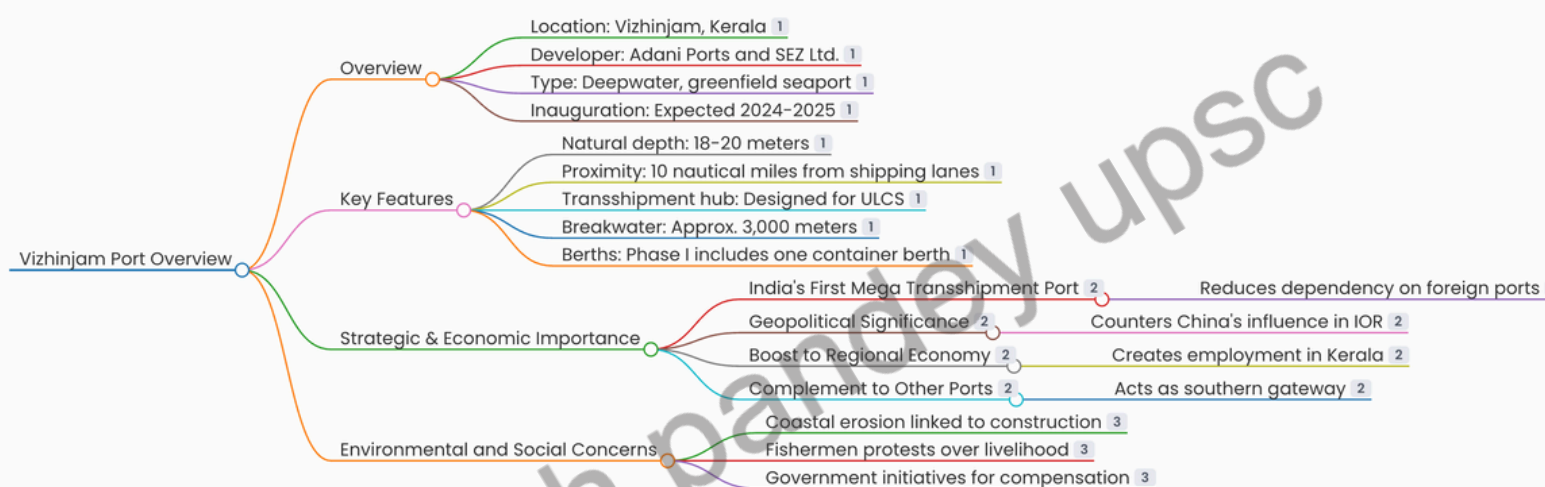 Vizhinjam Port Overview
Overview
Location: Vizhinjam, Kerala 1
Developer: Adani Ports and SEZ Ltd. 1
Type: Deepwater, greenfield seaport 1
Inauguration: Expected 2024-2025 1
Key Features
Natural depth: 18-20 meters 1
Proximity: 10 nautical miles from shipping lanes 1
Transshipment hub: Designed for ULCS 1
Breakwater: Approx. 3,000 meters 1
Berths: Phase I includes one container berth 1
Strategic & Economic Importance
India's First Mega Transshipment Port 2
Reduces dependency on foreign ports
Geopolitical Significance 2
Counters China's influence in IOR 2
Boost to Regional Economy 2
Creates employment in Kerala 2
Complement to Other Ports 2
Acts as southern gateway 2
Environmental and Social Concerns
Coastal erosion linked to construction 3
Fishermen protests over livelihood 3
Government initiatives for compensation 3
h pandey upsc